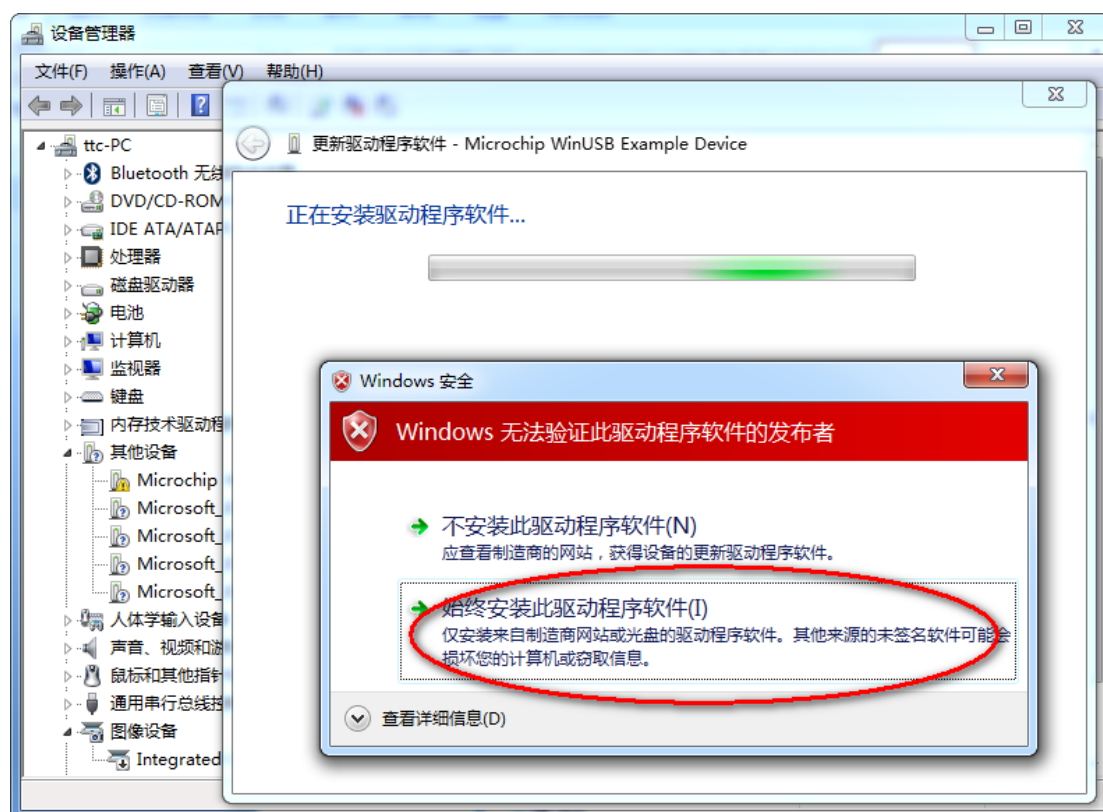 设备管理器
文件(F) 操作(A) 查看(V) 帮助(H)
更新驱动程序软件 - Microchip WinUSB Example Device
正在安装驱动程序软件...
ttc-PC
Bluetooth 无线
DVD/CD-ROM
IDE ATA/ATAP
处理器
磁盘驱动器
电池
计算机
监视器
键盘
内存技术驱动程
其他设备
Microchip
Microsoft_
Microsoft_
Microsoft_
Microsoft_
人体学输入设备
声音、视频和游
鼠标和其他指针
通用串行总线控
图像设备
Integrated
Windows 安全
Windows 无法验证此驱动程序软件的发布者
不安装此驱动程序软件(N)
应查看制造商的网站，获得设备的更新驱动程序软件。
始终安装此驱动程序软件(I)
仅安装来自制造商网站或光盘的驱动程序软件。其他来源的未签名软件可能会
损坏您的计算机或窃取信息。
查看详细信息(D)